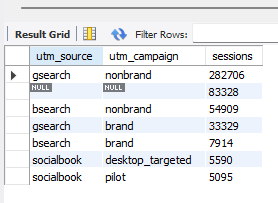 Result Grid Filter Rows:
utm_source utm_campaign sessions
gsearch nonbrand 282706
NULL NULL 83328
bsearch nonbrand 54909
gsearch brand 33329
bsearch brand 7914
socialbook desktop_targeted 5590
socialbook pilot 5095